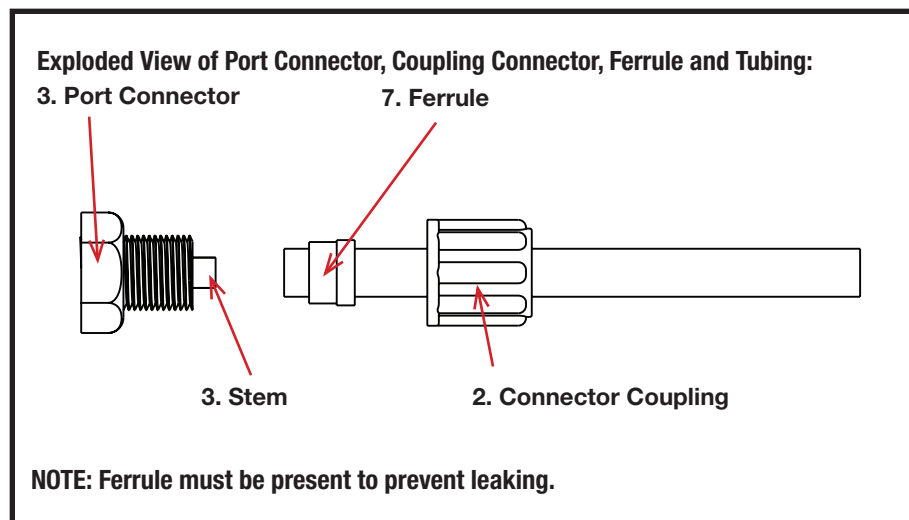 Exploded View of Port Connector, Coupling Connector, Ferrule and Tubing:
3. Port Connector
7. Ferrule
3. Stem
2. Connector Coupling
NOTE: Ferrule must be present to prevent leaking.